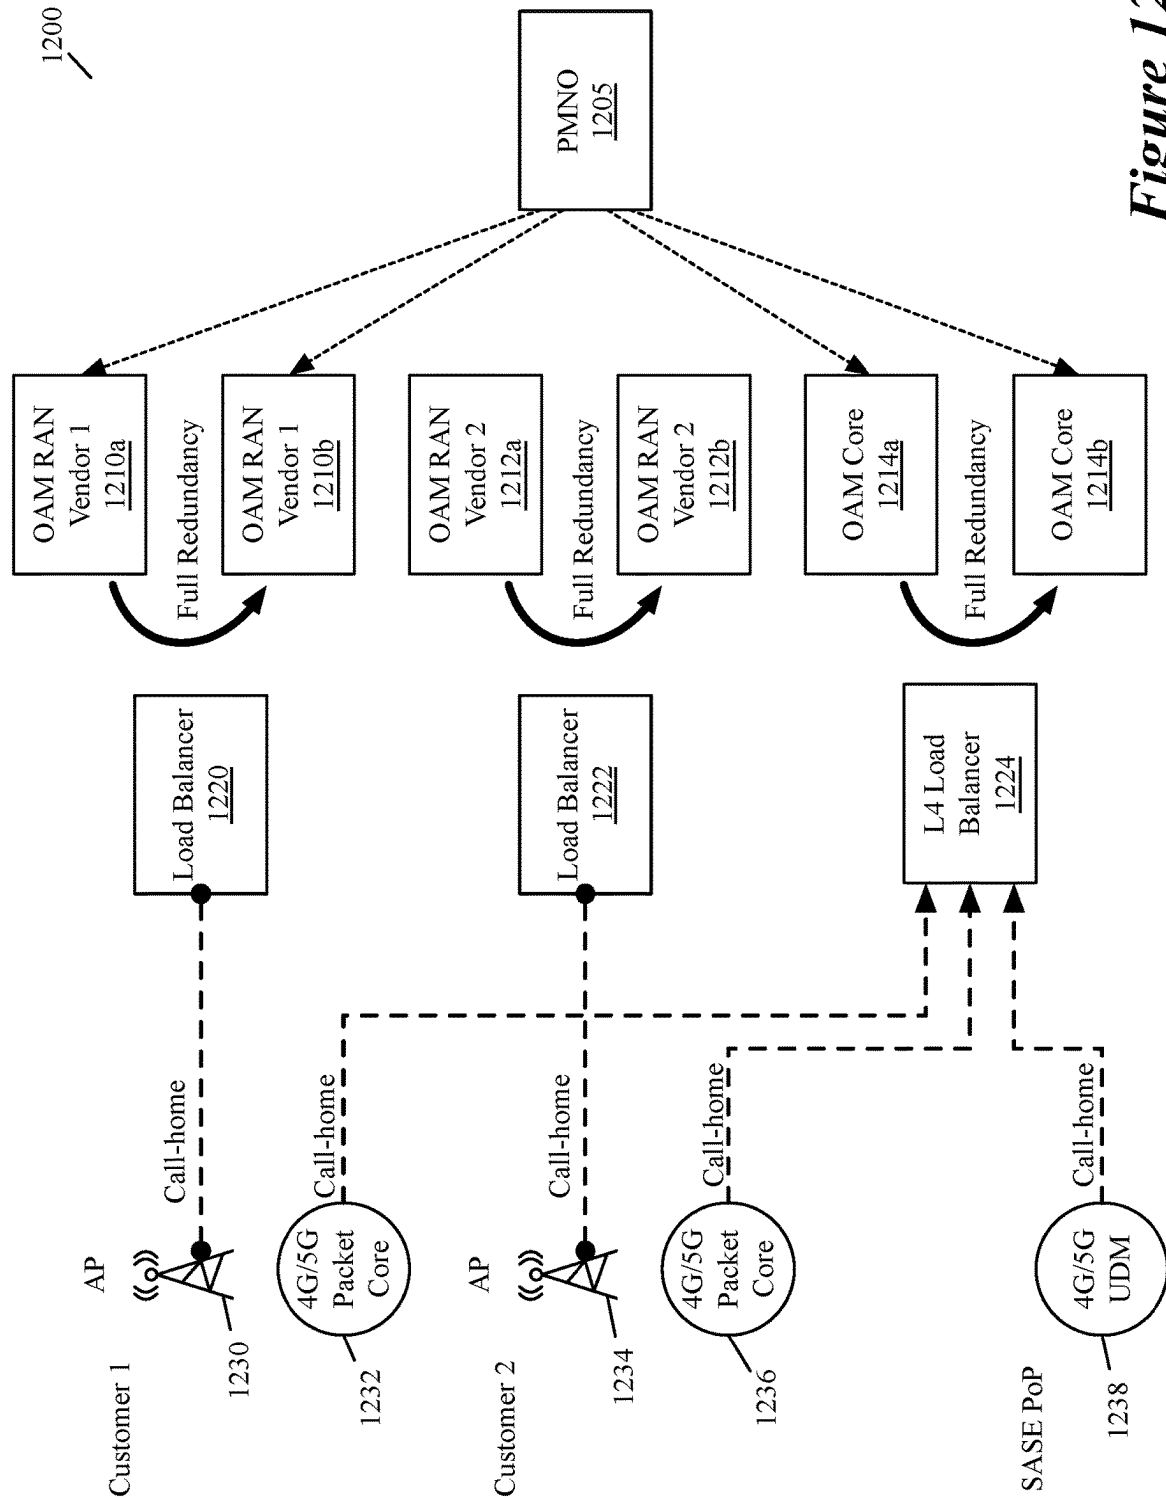 1200
PMNO
1205
OAM RAN
Vendor 1
1210a
Full Redundancy
OAM RAN
Vendor 1
1210b
OAM RAN
Vendor 2
1212a
Full Redundancy
OAM RAN
Vendor 2
1212b
OAM Core
1214a
Full Redundancy
OAM Core
1214b
Load Balancer
1220
Load Balancer
1222
L4 Load
Balancer
1224
Customer 1
AP
1230
Call-home
4G/5G
Packet
Core
1232
Call-home
Customer 2
AP
1234
Call-home
4G/5G
Packet
Core
1236
Call-home
SASE PoP
4G/5G
UDM
1238
Call-home
Figure 12